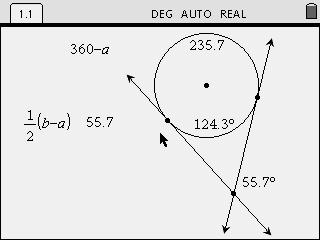 1.1 DEG AUTO REAL
360-a
235.7
1/2(b-a) 55.7
124.3°
55.7°